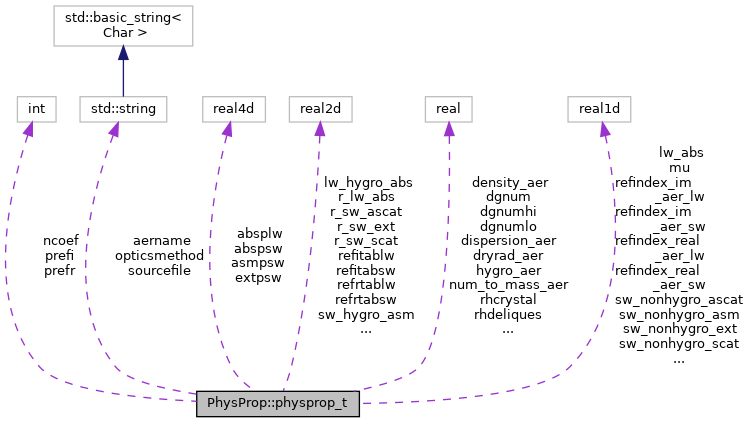 std::basic_string<
Char >
int
std::string
real4d
real2d
real
real1d
ncoef
prefi
prefr
aername
opticsmethod
sourcefile
absplw
abspsw
asmpsw
extpsw
lw_hygro_abs
r_lw_abs
r_sw_ascat
r_sw_ext
r_sw_scat
refitablw
refitabsw
refrtablw
refrtabsw
sw_hygro_asm
...
density_aer
dgnum
dgnumhi
dgnumlo
dispersion_aer
dryrad_aer
hygro_aer
num_to_mass_aer
rhcrystal
rhdeliques
...
lw_abs
mu
refindex_im
_aer_lw
refindex_im
_aer_sw
refindex_real
_aer_lw
refindex_real
_aer_sw
sw_nonhygro_ascat
sw_nonhygro_asm
sw_nonhygro_ext
sw_nonhygro_scat
...
PhysProp::physprop_t